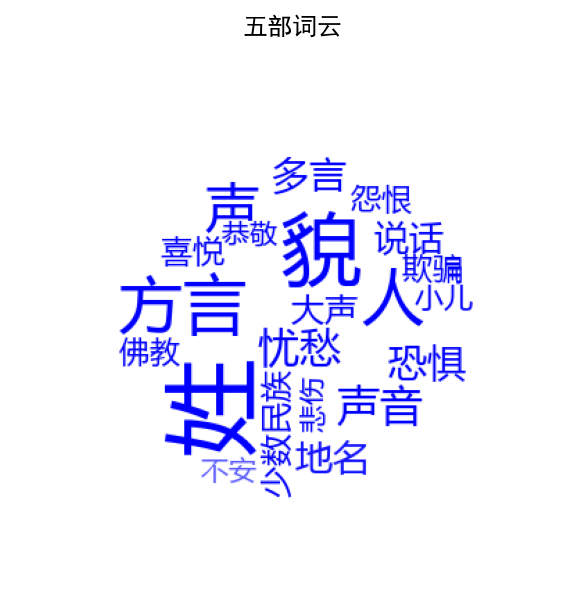 五部词云
多言
声
怨恨
恭敬
貌
说话
喜悦
欺骗
人
小儿
方言
大声
忧愁
佛教
恐惧
姓
少数民族
悲伤
声音
地名
不安